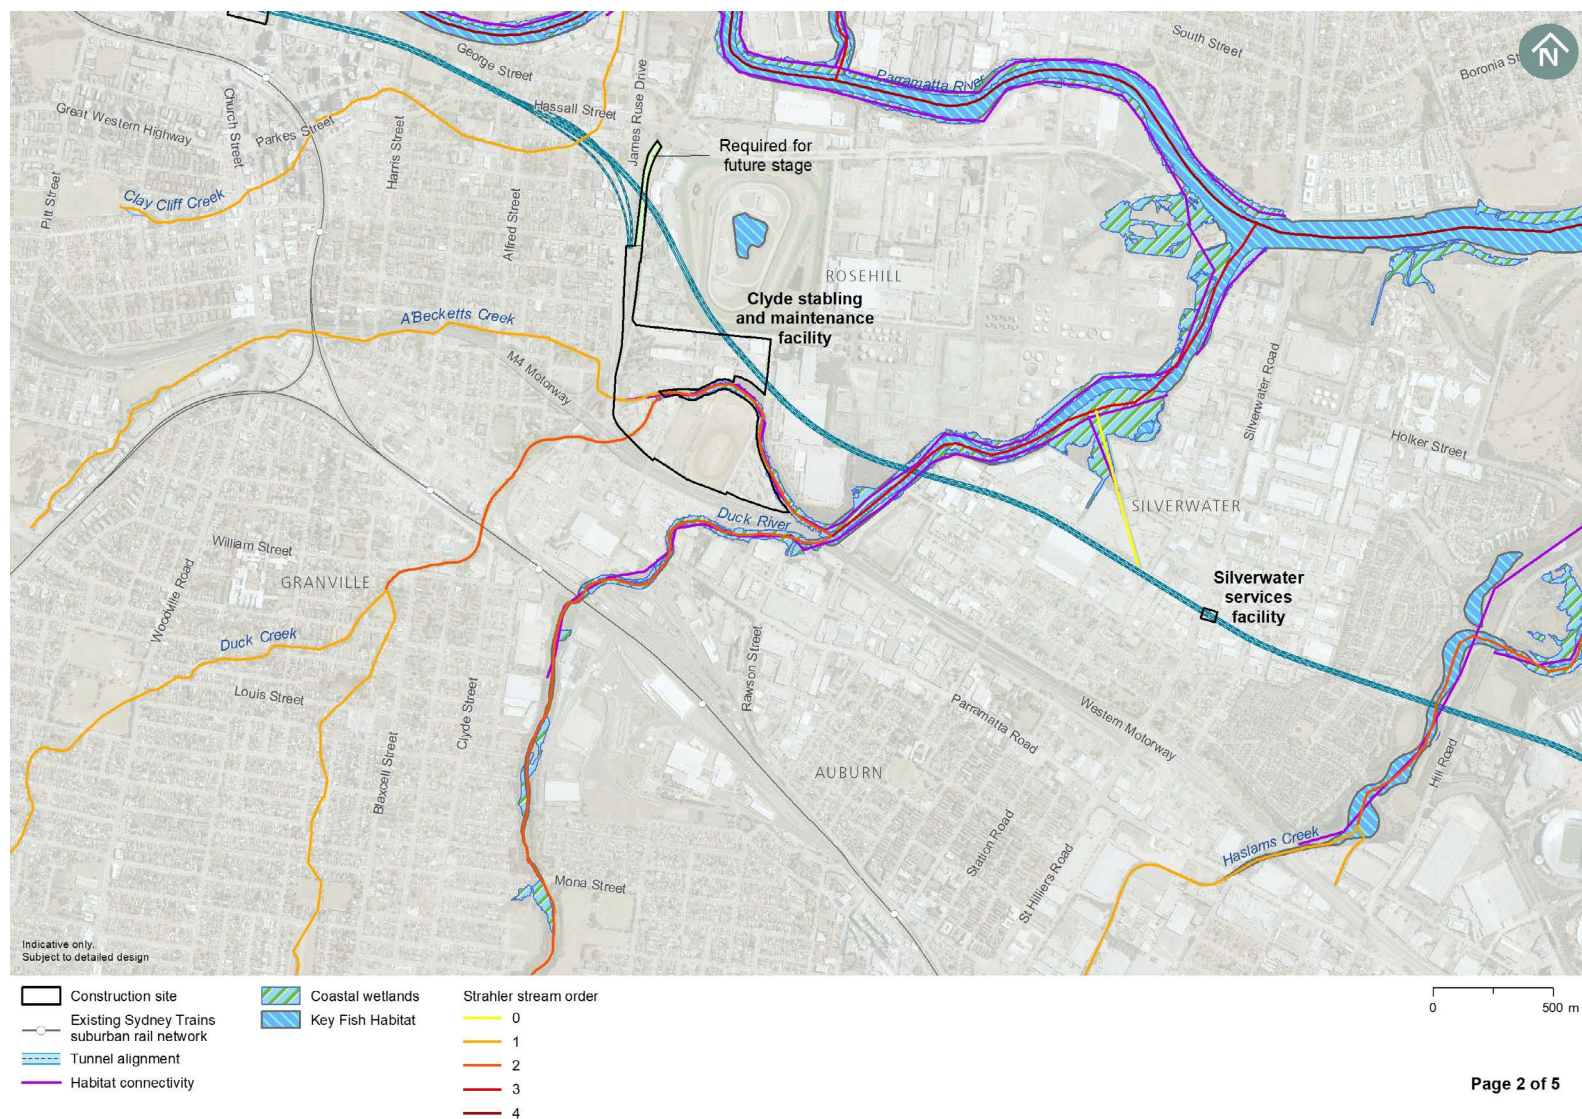 South Street
Boronia St
N
George Street
Parramatta River
James Ruse Drive
Hassall Street
Great Western Highway
Church Street
Parkes Street
Harris Street
Required for
future stage
Pitt Street
Clay Cliff Creek
Alfred Street
ROSEHILL
Clyde stabling
and maintenance
facility
A'Becketts Creek
M4 Motorway
Silverwater Road
Holker Street
SILVERWATER
Duck River
William Street
GRANVILLE
Woodville Road
Silverwater
services
facility
Duck Creek
Louis Street
Rawson Street
Clyde Street
Parramatta Road
Western Motorway
Blaxcell Street
AUBURN
Hill Road
Station Road
St Hilliers Road
Haslams Creek
Mona Street
Indicative only.
Subject to detailed design
Construction site
Existing Sydney Trains
suburban rail network
Tunnel alignment
Habitat connectivity
Coastal wetlands
Key Fish Habitat
Strahler stream order
0
1
2
3
4
0 500 m
Page 2 of 5